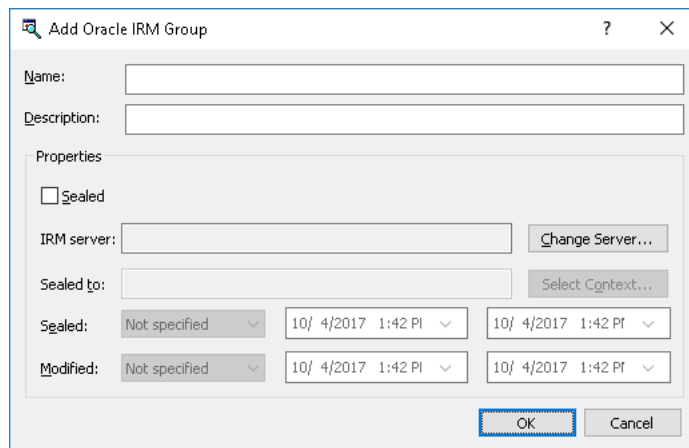 Add Oracle IRM Group
Name:
Description:
Properties
Sealed
IRM server: Change Server...
Sealed to: Select Context...
Sealed: Not specified 10/ 4/2017 1:42 PI 10/ 4/2017 1:42 PI
Modified: Not specified 10/ 4/2017 1:42 PI 10/ 4/2017 1:42 PI
OK Cancel